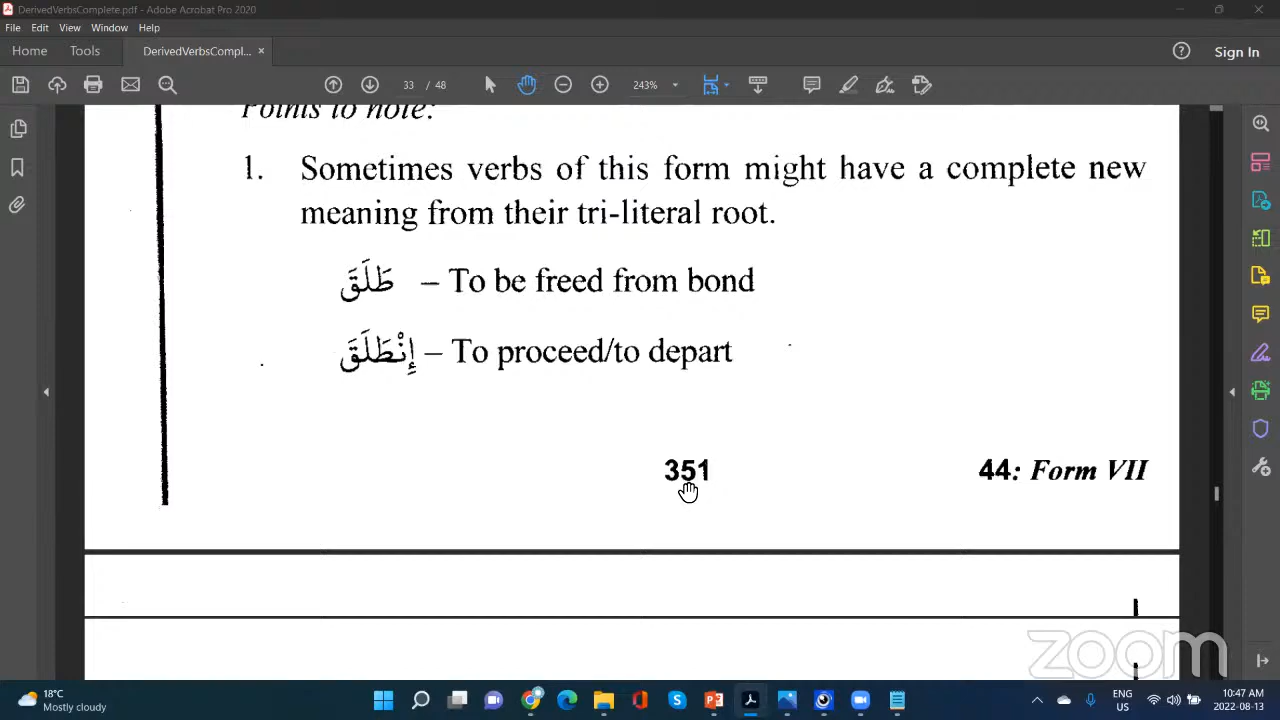 DerivedVerbsComplete.pdf - Adobe Acrobat Pro 2020
File Edit View Window Help
Home Tools DerivedVerbsCompl... × Sign In
33 / 48 243%
Points to note:
1. Sometimes verbs of this form might have a complete new
meaning from their tri-literal root.
طَلَقَ – To be freed from bond
إِنْطَلَقَ – To proceed/to depart
351 44: Form VII
zoom
18°C
Mostly cloudy
ENG
US
10:47 AM
2022-08-13